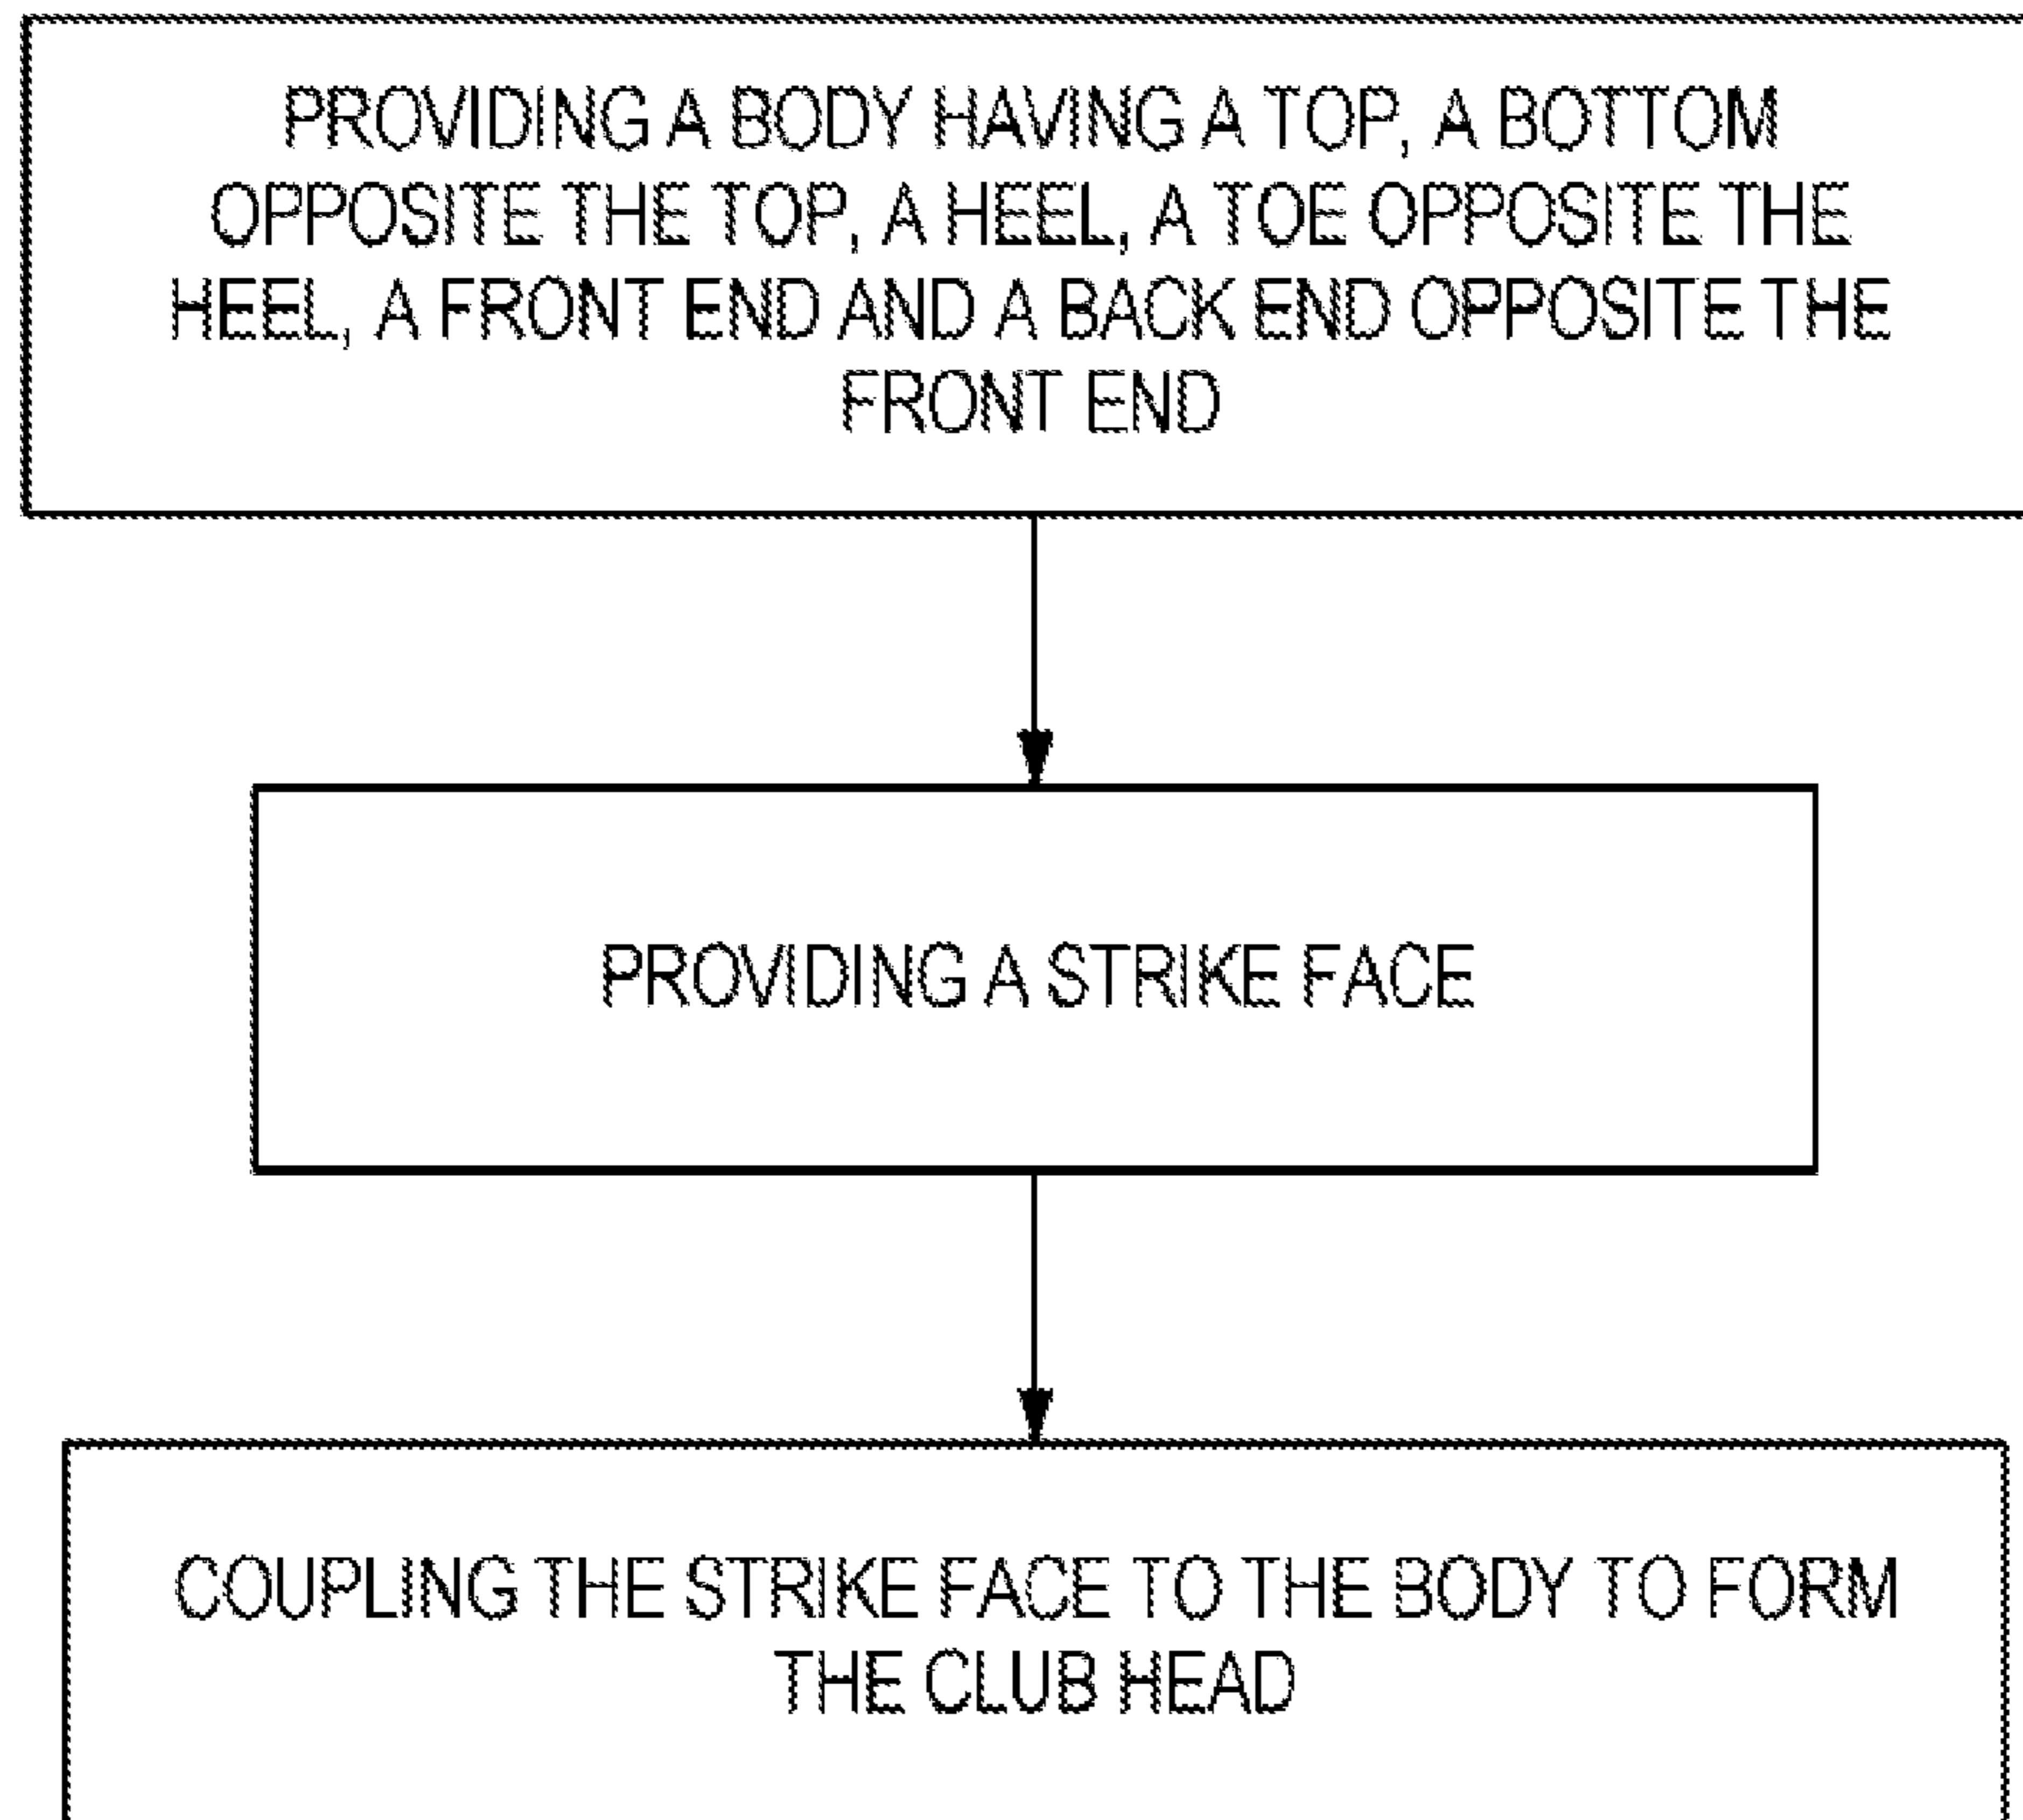 PROVIDING A BODY HAVING A TOP, A BOTTOM
OPPOSITE THE TOP, A HEEL, A TOE OPPOSITE THE
HEEL, A FRONT END AND A BACK END OPPOSITE THE
FRONT END
PROVIDING A STRIKE FACE
COUPLING THE STRIKE FACE TO THE BODY TO FORM
THE CLUB HEAD